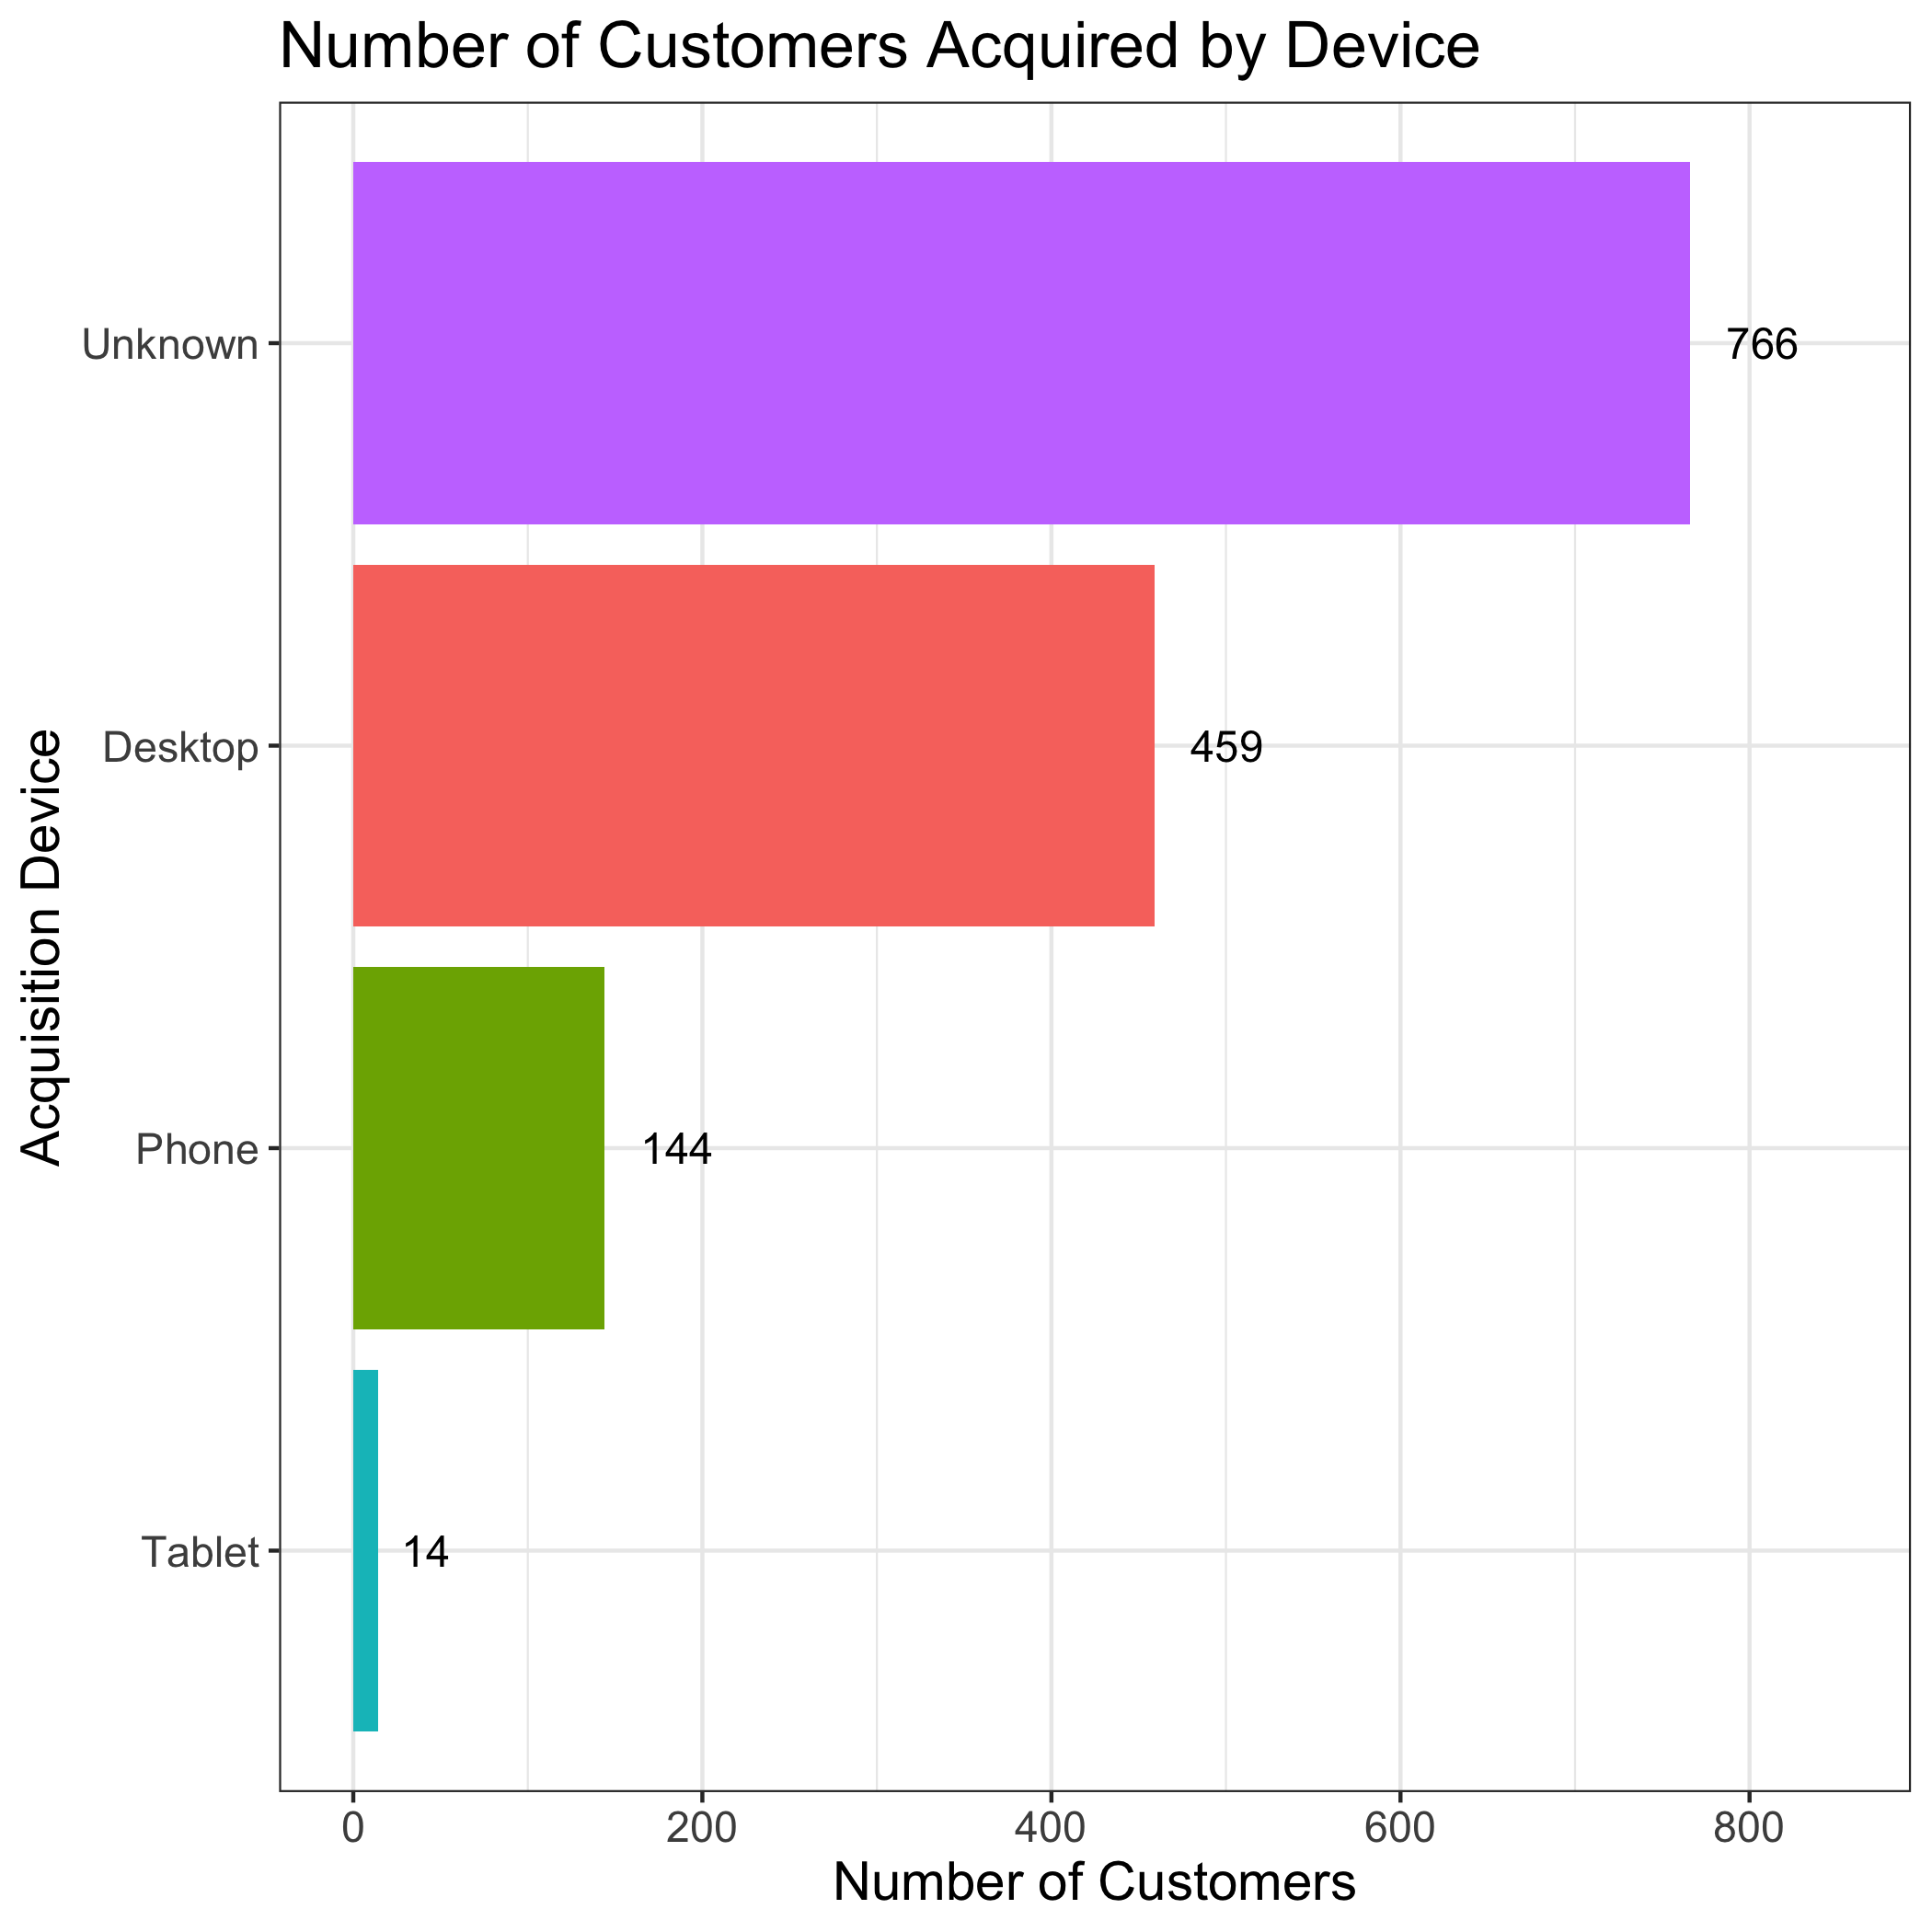 Number of Customers Acquired by Device
Acquisition Device
Unknown
766
Desktop
459
Phone
144
Tablet
14
0 200 400 600 800
Number of Customers